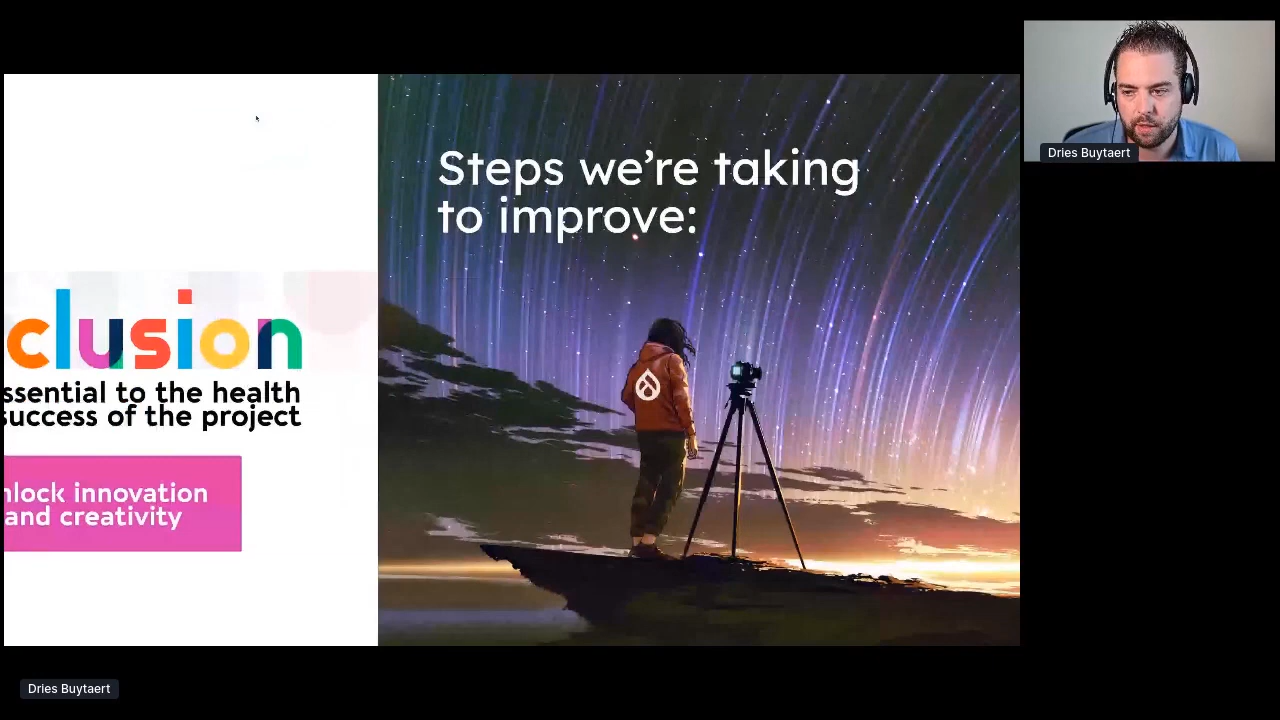 Dries Buytaert
Steps we're taking
to improve:
clusion
ssential to the health
success of the project
nlock innovation
and creativity
Dries Buytaert